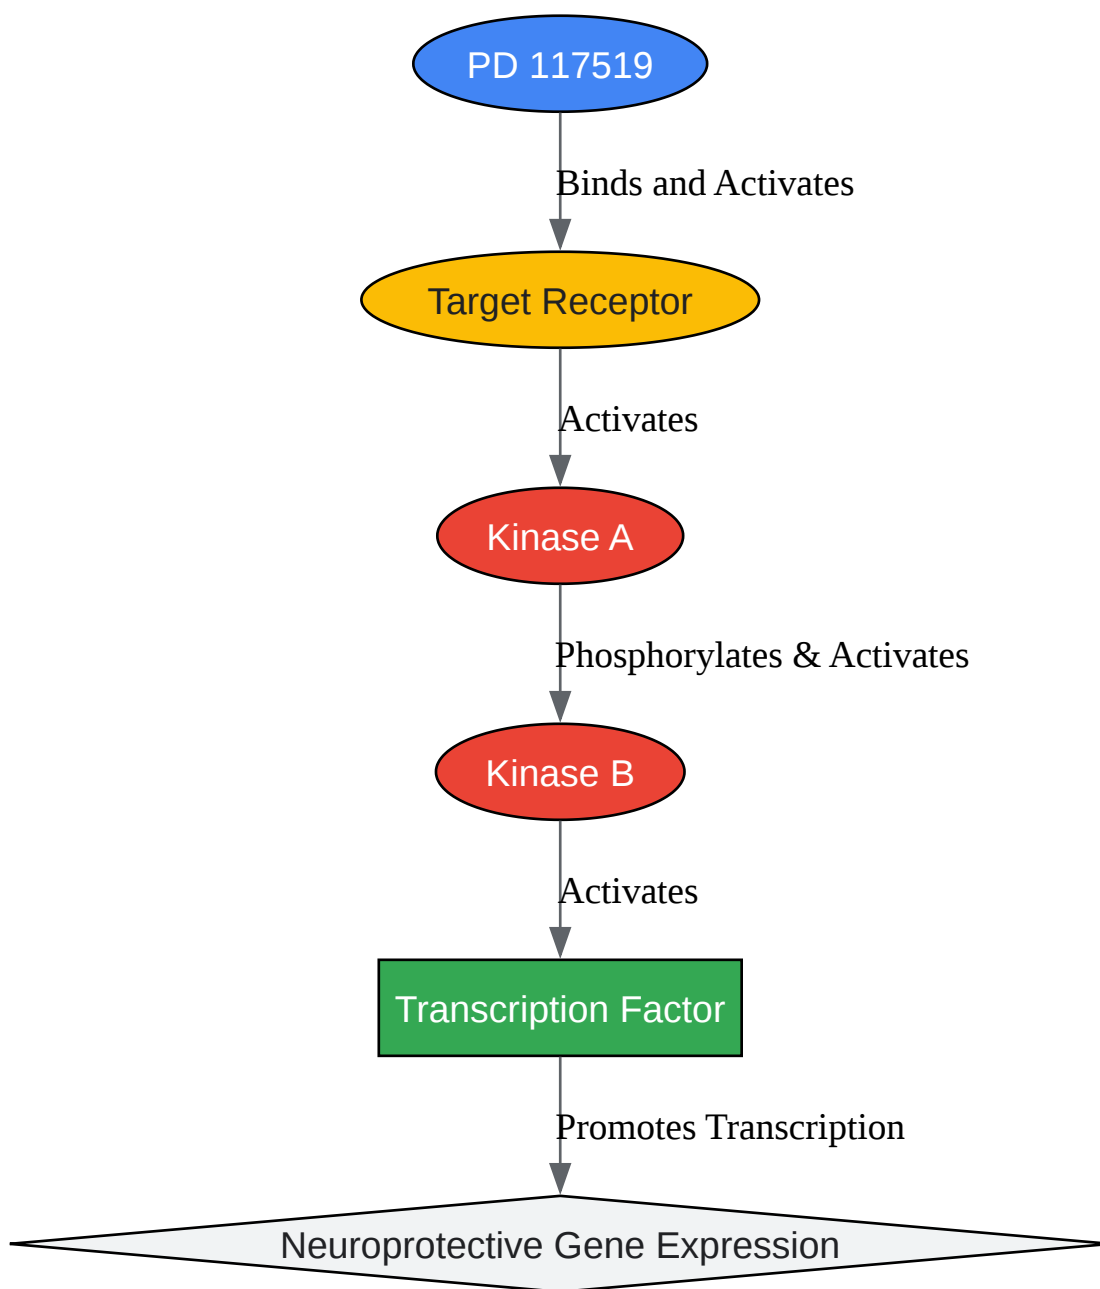 PD 117519
Binds and Activates
Target Receptor
Activates
Kinase A
Phosphorylates & Activates
Kinase B
Activates
Transcription Factor
Promotes Transcription
Neuroprotective Gene Expression